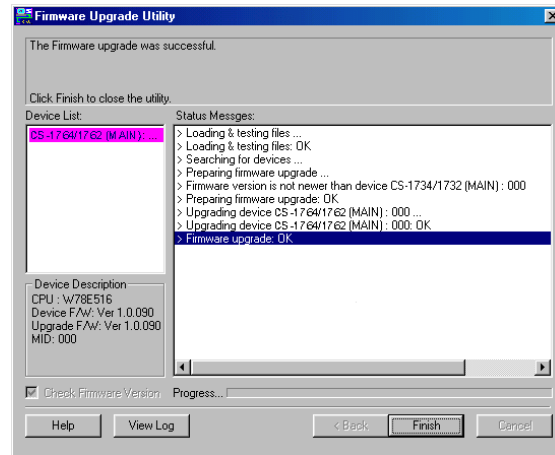 Firmware Upgrade Utility
The Firmware upgrade was successful.
Click Finish to close the utility.
Device List:
Status Messges:
CS-1764/1762 (MAIN): ...
> Loading & testing files ...
> Loading & testing files: OK
> Searching for devices ...
> Preparing firmware upgrade ...
> Firmware version is not newer than device CS-1734/1732 (MAIN) : 000
> Preparing firmware upgrade: OK
> Upgrading device CS-1764/1762 (MAIN) : 000 ...
> Upgrading device CS-1764/1762 (MAIN) : 000: OK
> Firmware upgrade: OK
Device Description
CPU : W78E516
Device F/W: Ver 1.0.090
Upgrade F/W: Ver 1.0.090
MID: 000
Check Firmware Version
Progress...
Help
View Log
< Back
Finish
Cancel